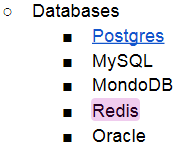 Databases
Postgres
MySQL
MondoDB
Redis
Oracle